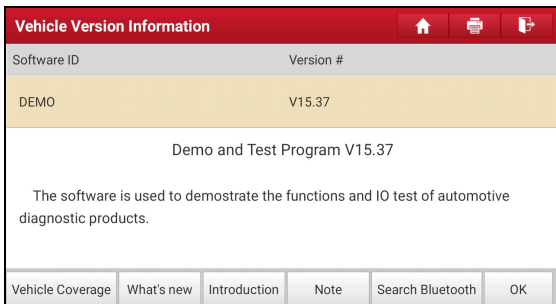 Vehicle Version Information
Software ID Version #
DEMO V15.37
Demo and Test Program V15.37
The software is used to demostrate the functions and IO test of automotive
diagnostic products.
Vehicle Coverage What's new Introduction Note Search Bluetooth OK